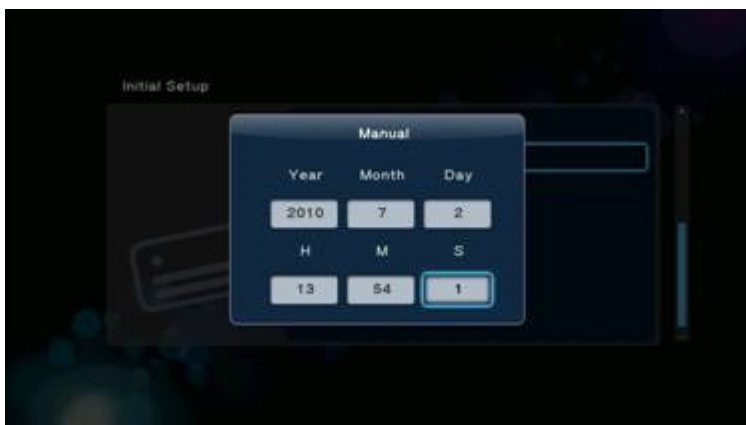 Initial Setup
Manual
Year Month Day
2010 7 2
H M S
13 54 1